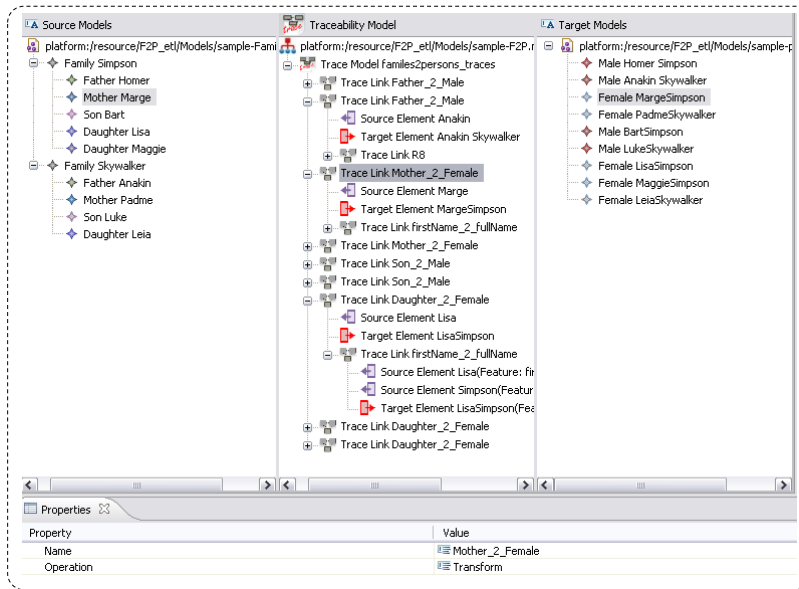 Source Models
platform:/resource/F2P_etl/Models/sample-Fami
Family Simpson
Father Homer
Mother Marge
Son Bart
Daughter Lisa
Daughter Maggie
Family Skywalker
Father Anakin
Mother Padme
Son Luke
Daughter Leia
Traceability Model
platform:/resource/F2P_etl/Models/sample-F2P.r
Trace Model familes2persons_traces
Trace Link Father_2_Male
Trace Link Father_2_Male
Source Element Anakin
Target Element Anakin Skywalker
Trace Link R8
Trace Link Mother_2_Female
Source Element Marge
Target Element MargeSimpson
Trace Link firstName_2_fullName
Trace Link Mother_2_Female
Trace Link Son_2_Male
Trace Link Son_2_Male
Trace Link Daughter_2_Female
Source Element Lisa
Target Element LisaSimpson
Trace Link firstName_2_fullName
Source Element Lisa(Feature: fir
Source Element Simpson(Featur
Target Element LisaSimpson(Fea
Trace Link Daughter_2_Female
Trace Link Daughter_2_Female
Target Models
platform:/resource/F2P_etl/Models/sample-p
Male Homer Simpson
Male Anakin Skywalker
Female MargeSimpson
Female PadmeSkywalker
Male BartSimpson
Male LukeSkywalker
Female LisaSimpson
Female MaggieSimpson
Female LeiaSkywalker
Properties
Property Value
Name Mother_2_Female
Operation Transform